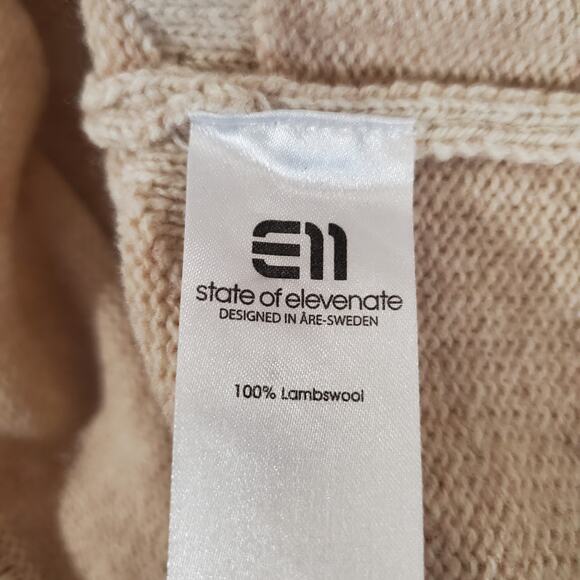 E11
state of elevenate
DESIGNED IN ÅRE-SWEDEN
100% Lambswool